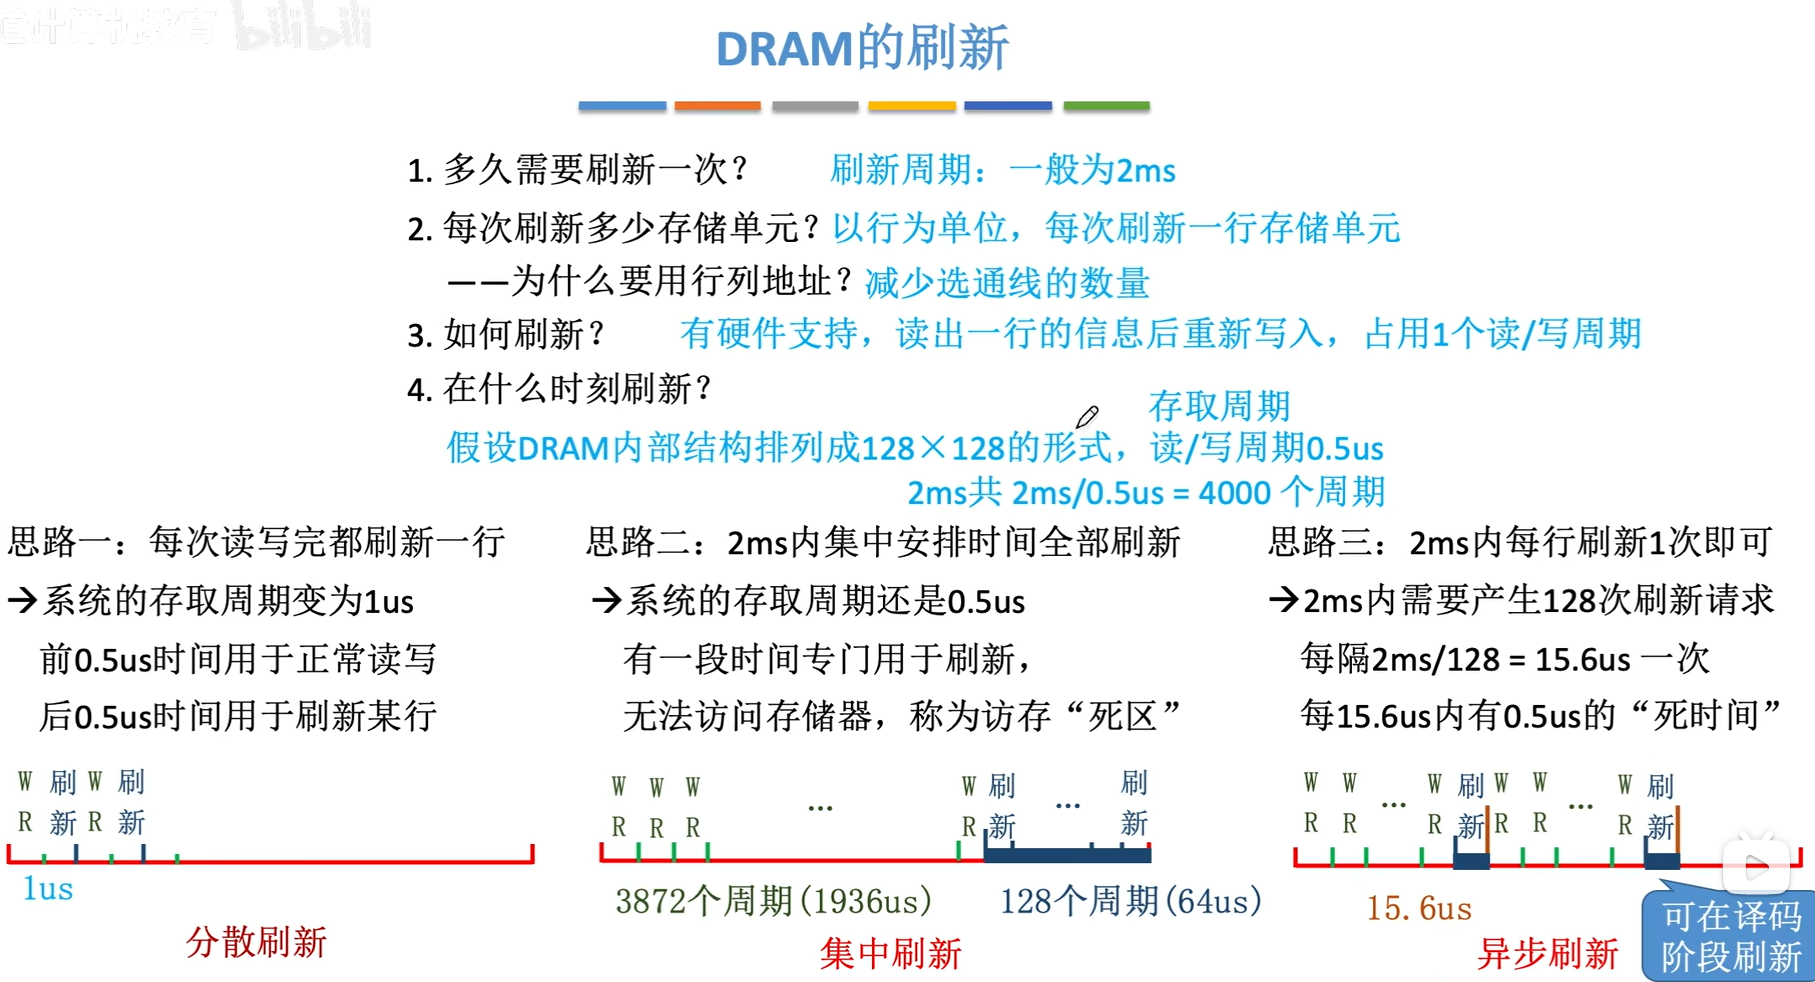 道计算机教育 bilibili
DRAM的刷新
1. 多久需要刷新一次？ 刷新周期：一般为2ms
2. 每次刷新多少存储单元？以行为单位，每次刷新一行存储单元
——为什么要用行列地址？减少选通线的数量
3. 如何刷新？ 有硬件支持，读出一行的信息后重新写入，占用1个读/写周期
4. 在什么时刻刷新？
存取周期
假设DRAM内部结构排列成128×128的形式，读/写周期0.5us
2ms共 2ms/0.5us = 4000 个周期
思路一：每次读写完都刷新一行
→系统的存取周期变为1us
前0.5us时间用于正常读写
后0.5us时间用于刷新某行
W R 刷新 W R 刷新
1us
分散刷新
思路二：2ms内集中安排时间全部刷新
→系统的存取周期还是0.5us
有一段时间专门用于刷新，
无法访问存储器，称为访存“死区”
W R W R W R ... W R 刷新 ... 刷新
3872个周期(1936us) 128个周期(64us)
集中刷新
思路三：2ms内每行刷新1次即可
→2ms内需要产生128次刷新请求
每隔2ms/128 = 15.6us 一次
每15.6us内有0.5us的“死时间”
W R W R ... W R 刷新 W R W R ... W R 刷新
15.6us
异步刷新
可在译码
阶段刷新